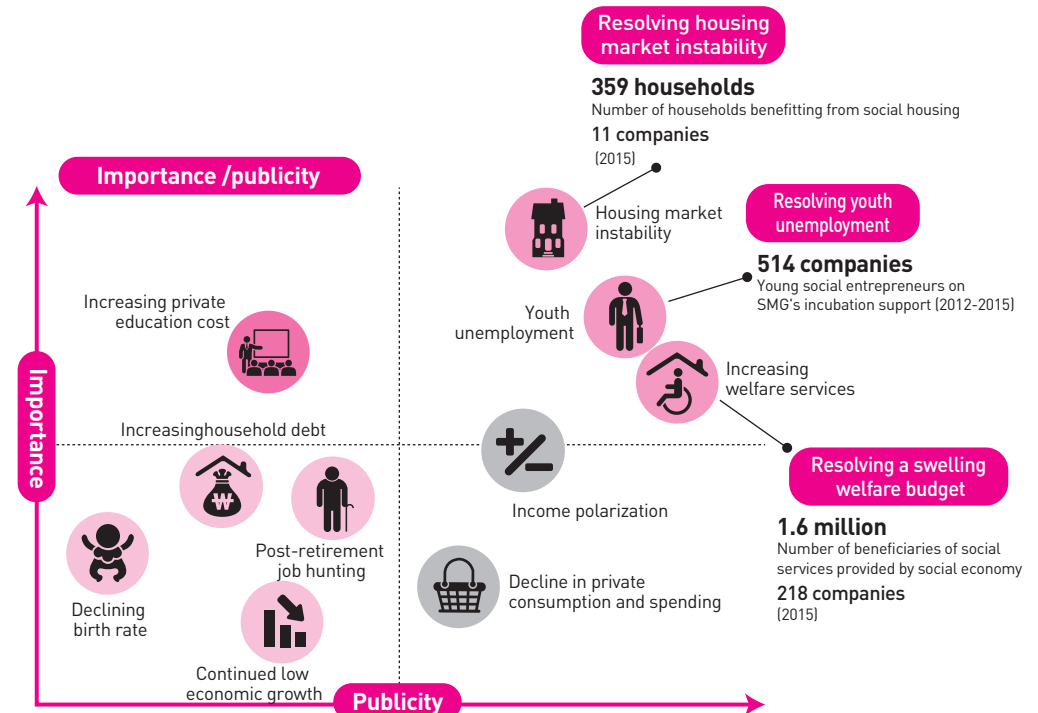 Resolving housing
market instability
359 households
Number of households benefitting from social housing
11 companies
(2015)
Importance /publicity
Housing market
instability
Resolving youth
unemployment
514 companies
Young social entrepreneurs on
SMG's incubation support (2012-2015)
Increasing private
education cost
Youth
unemployment
Increasing
welfare services
Importance
Increasinghousehold debt
₩
Resolving a swelling
welfare budget
1.6 million
Number of beneficiaries of social
services provided by social economy
218 companies
(2015)
Income polarization
Post-retirement
job hunting
Decline in private
consumption and spending
Declining
birth rate
Continued low
economic growth
Publicity